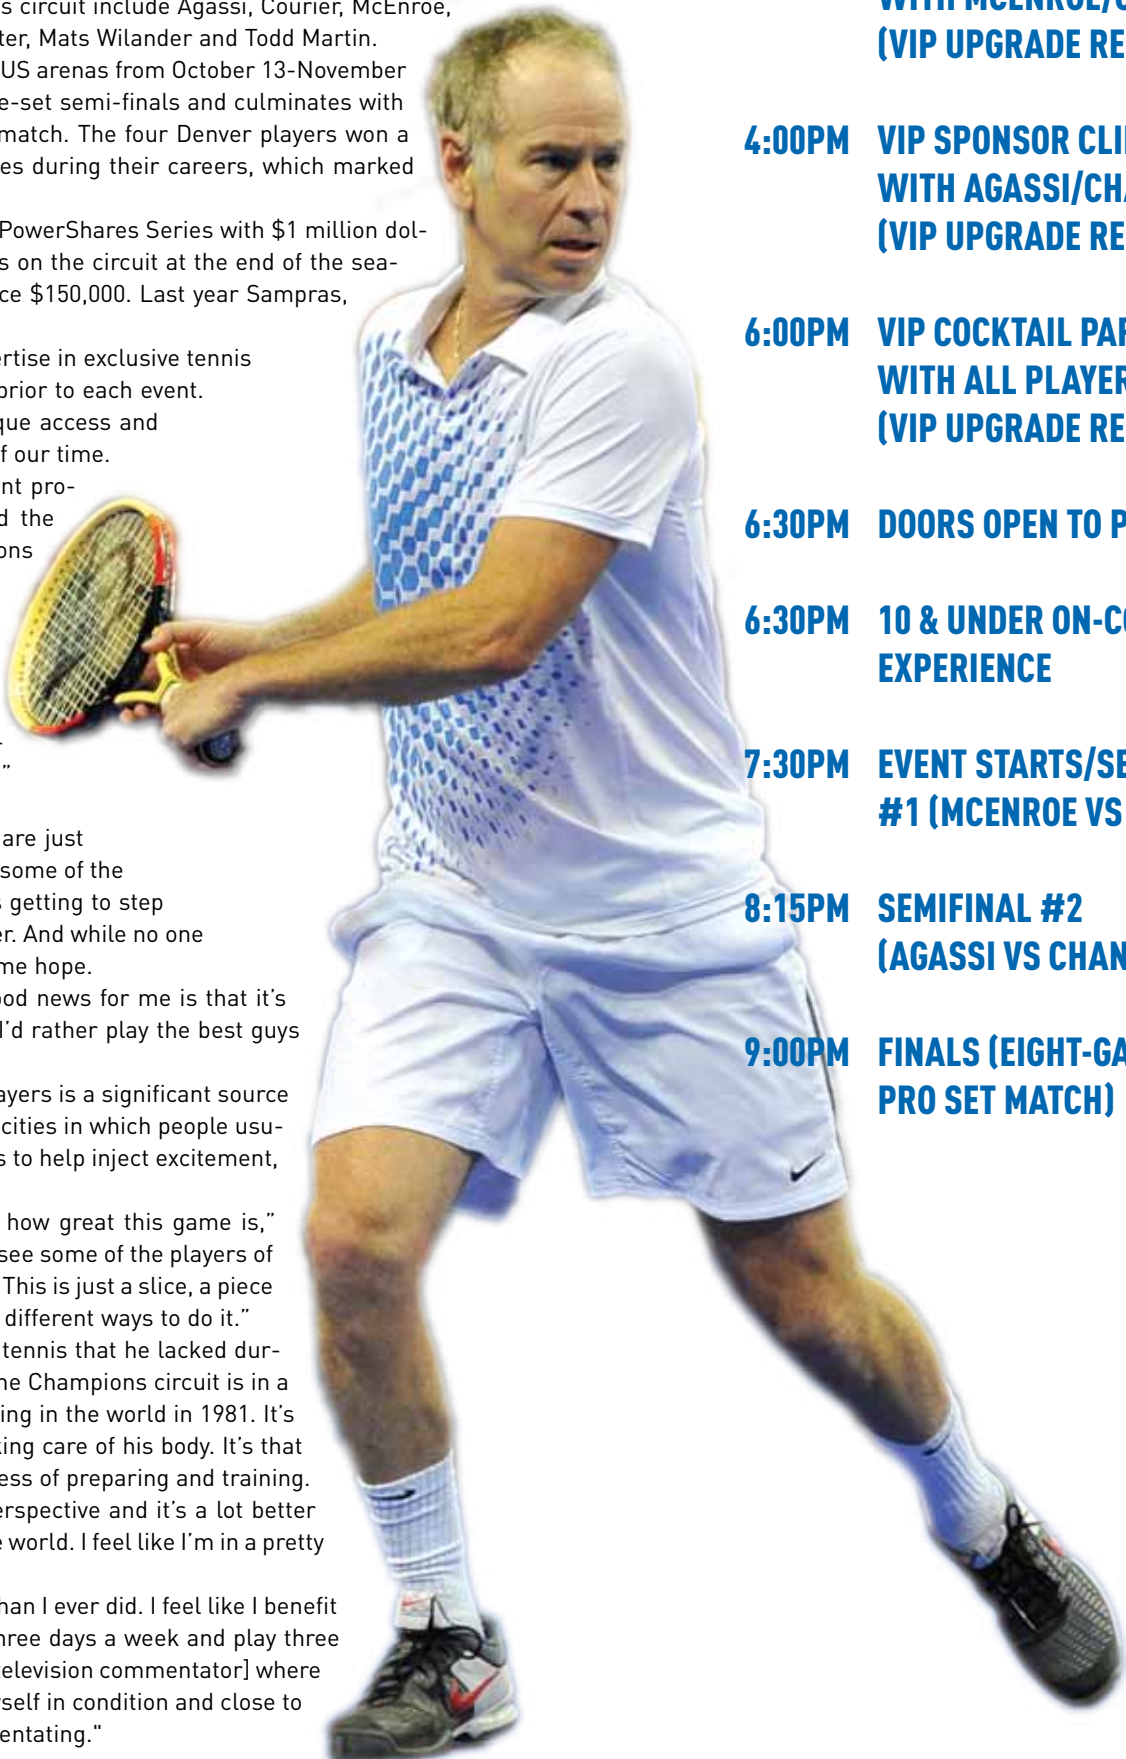 s circuit include Agassi, Courier, McEnroe,
ter, Mats Wilander and Todd Martin.
US arenas from October 13-November
e-set semi-finals and culminates with
match. The four Denver players won a
es during their careers, which marked
PowerShares Series with $1 million dol-
s on the circuit at the end of the sea-
ce $150,000. Last year Sampras,
ertise in exclusive tennis
prior to each event.
que access and
f our time.
nt pro-
d the
ons
”
are just
some of the
s getting to step
er. And while no one
me hope.
ood news for me is that it’s
I’d rather play the best guys
ayers is a significant source
cities in which people usu-
s to help inject excitement,
how great this game is,”
see some of the players of
This is just a slice, a piece
different ways to do it.”
tennis that he lacked dur-
ne Champions circuit is in a
ing in the world in 1981. It’s
king care of his body. It’s that
ess of preparing and training.
erspective and it’s a lot better
e world. I feel like I’m in a pretty
han I ever did. I feel like I benefit
hree days a week and play three
television commentator] where
rself in condition and close to
entating."
WITH MCENROE/C
(VIP UPGRADE RE
4:00PM VIP SPONSOR CLI
WITH AGASSI/CHA
(VIP UPGRADE RE
6:00PM VIP COCKTAIL PAR
WITH ALL PLAYER
(VIP UPGRADE RE
6:30PM DOORS OPEN TO P
6:30PM 10 & UNDER ON-CO
EXPERIENCE
7:30PM EVENT STARTS/SE
#1 (MCENROE VS
8:15PM SEMIFINAL #2
(AGASSI VS CHAN
9:00PM FINALS (EIGHT-GA
PRO SET MATCH)